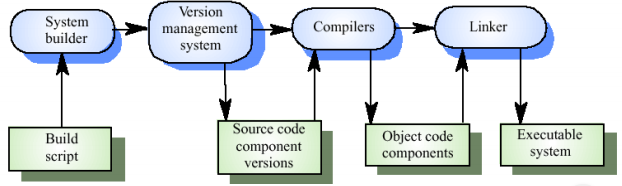 System
builder
Version
management
system
Compilers
Linker
Build
script
Source code
component
versions
Object code
components
Executable
system